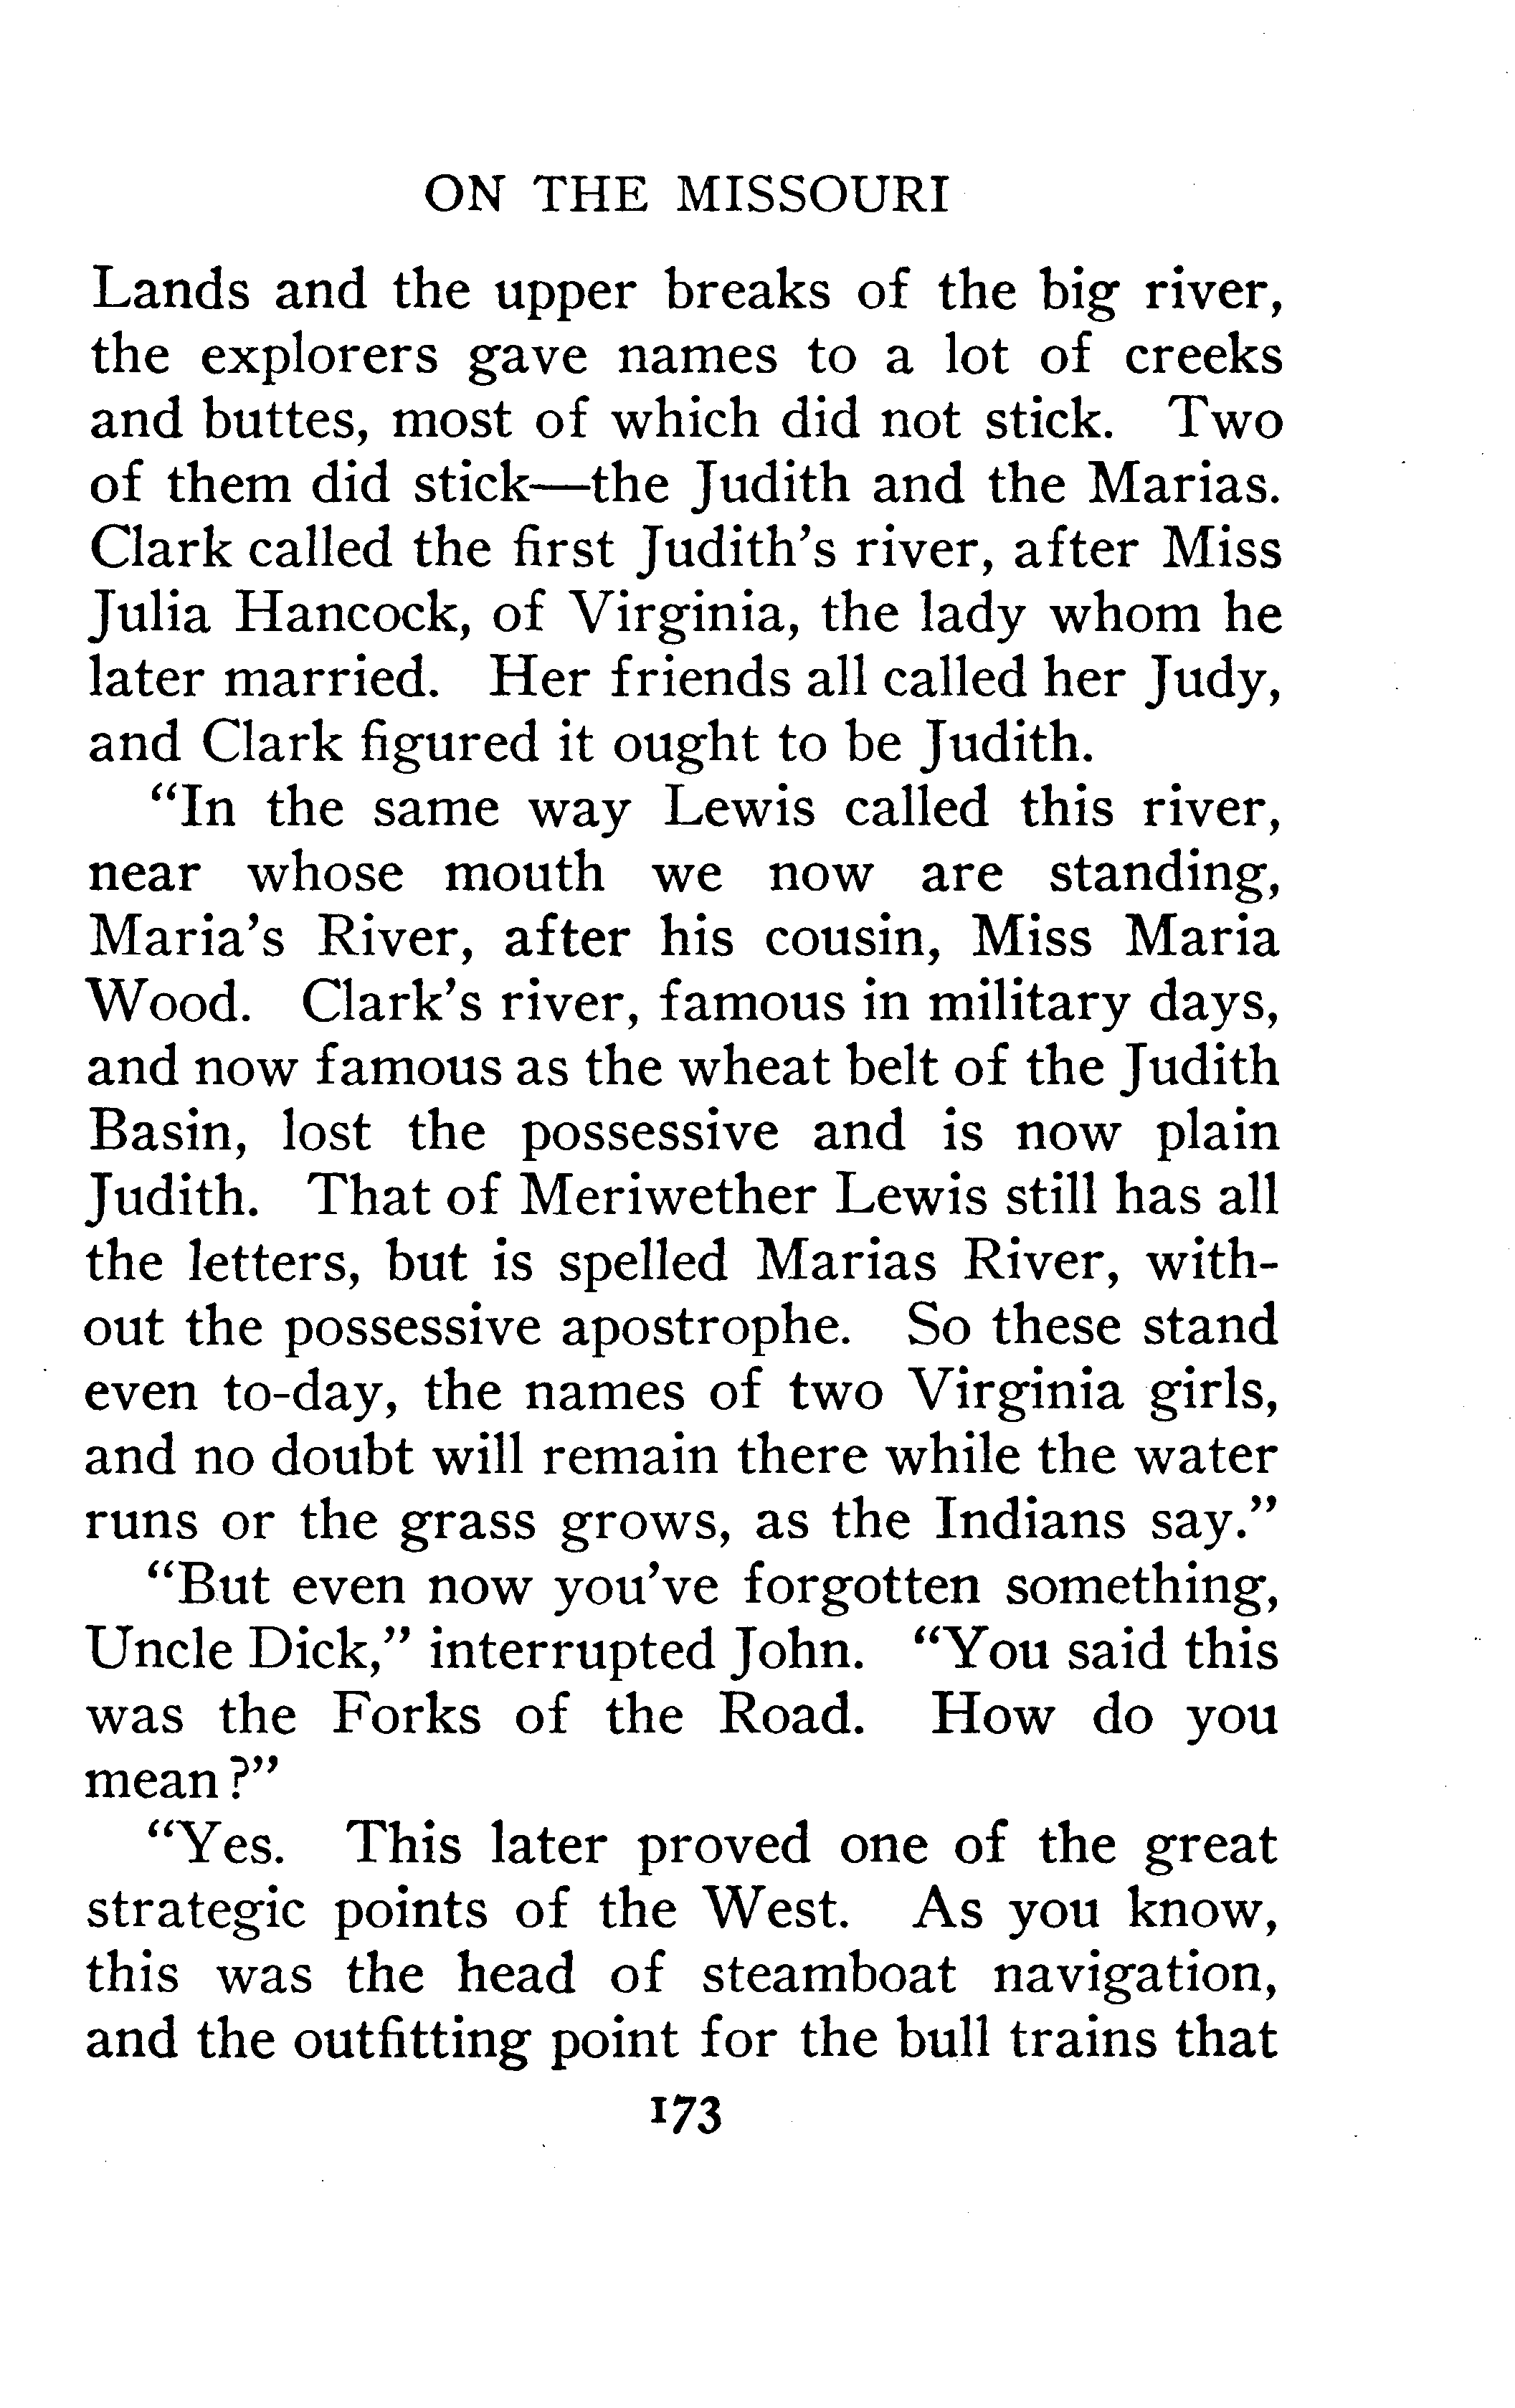 ON THE MISSOURI
Lands and the upper breaks of the big river,
the explorers gave names to a lot of creeks
and buttes, most of which did not stick. Two
of them did stick—the Judith and the Marias.
Clark called the first Judith's river, after Miss
Julia Hancock, of Virginia, the lady whom he
later married. Her friends all called her Judy,
and Clark figured it ought to be Judith.
“In the same way Lewis called this river,
near whose mouth we now are standing,
Maria's River, after his cousin, Miss Maria
Wood. Clark's river, famous in military days,
and now famous as the wheat belt of the Judith
Basin, lost the possessive and is now plain
Judith. That of Meriwether Lewis still has all
the letters, but is spelled Marias River, with-
out the possessive apostrophe. So these stand
even to-day, the names of two Virginia girls,
and no doubt will remain there while the water
runs or the grass grows, as the Indians say.”
“But even now you've forgotten something,
Uncle Dick,” interrupted John. “You said this
was the Forks of the Road. How do you
mean?”
“Yes. This later proved one of the great
strategic points of the West. As you know,
this was the head of steamboat navigation,
and the outfitting point for the bull trains that
173